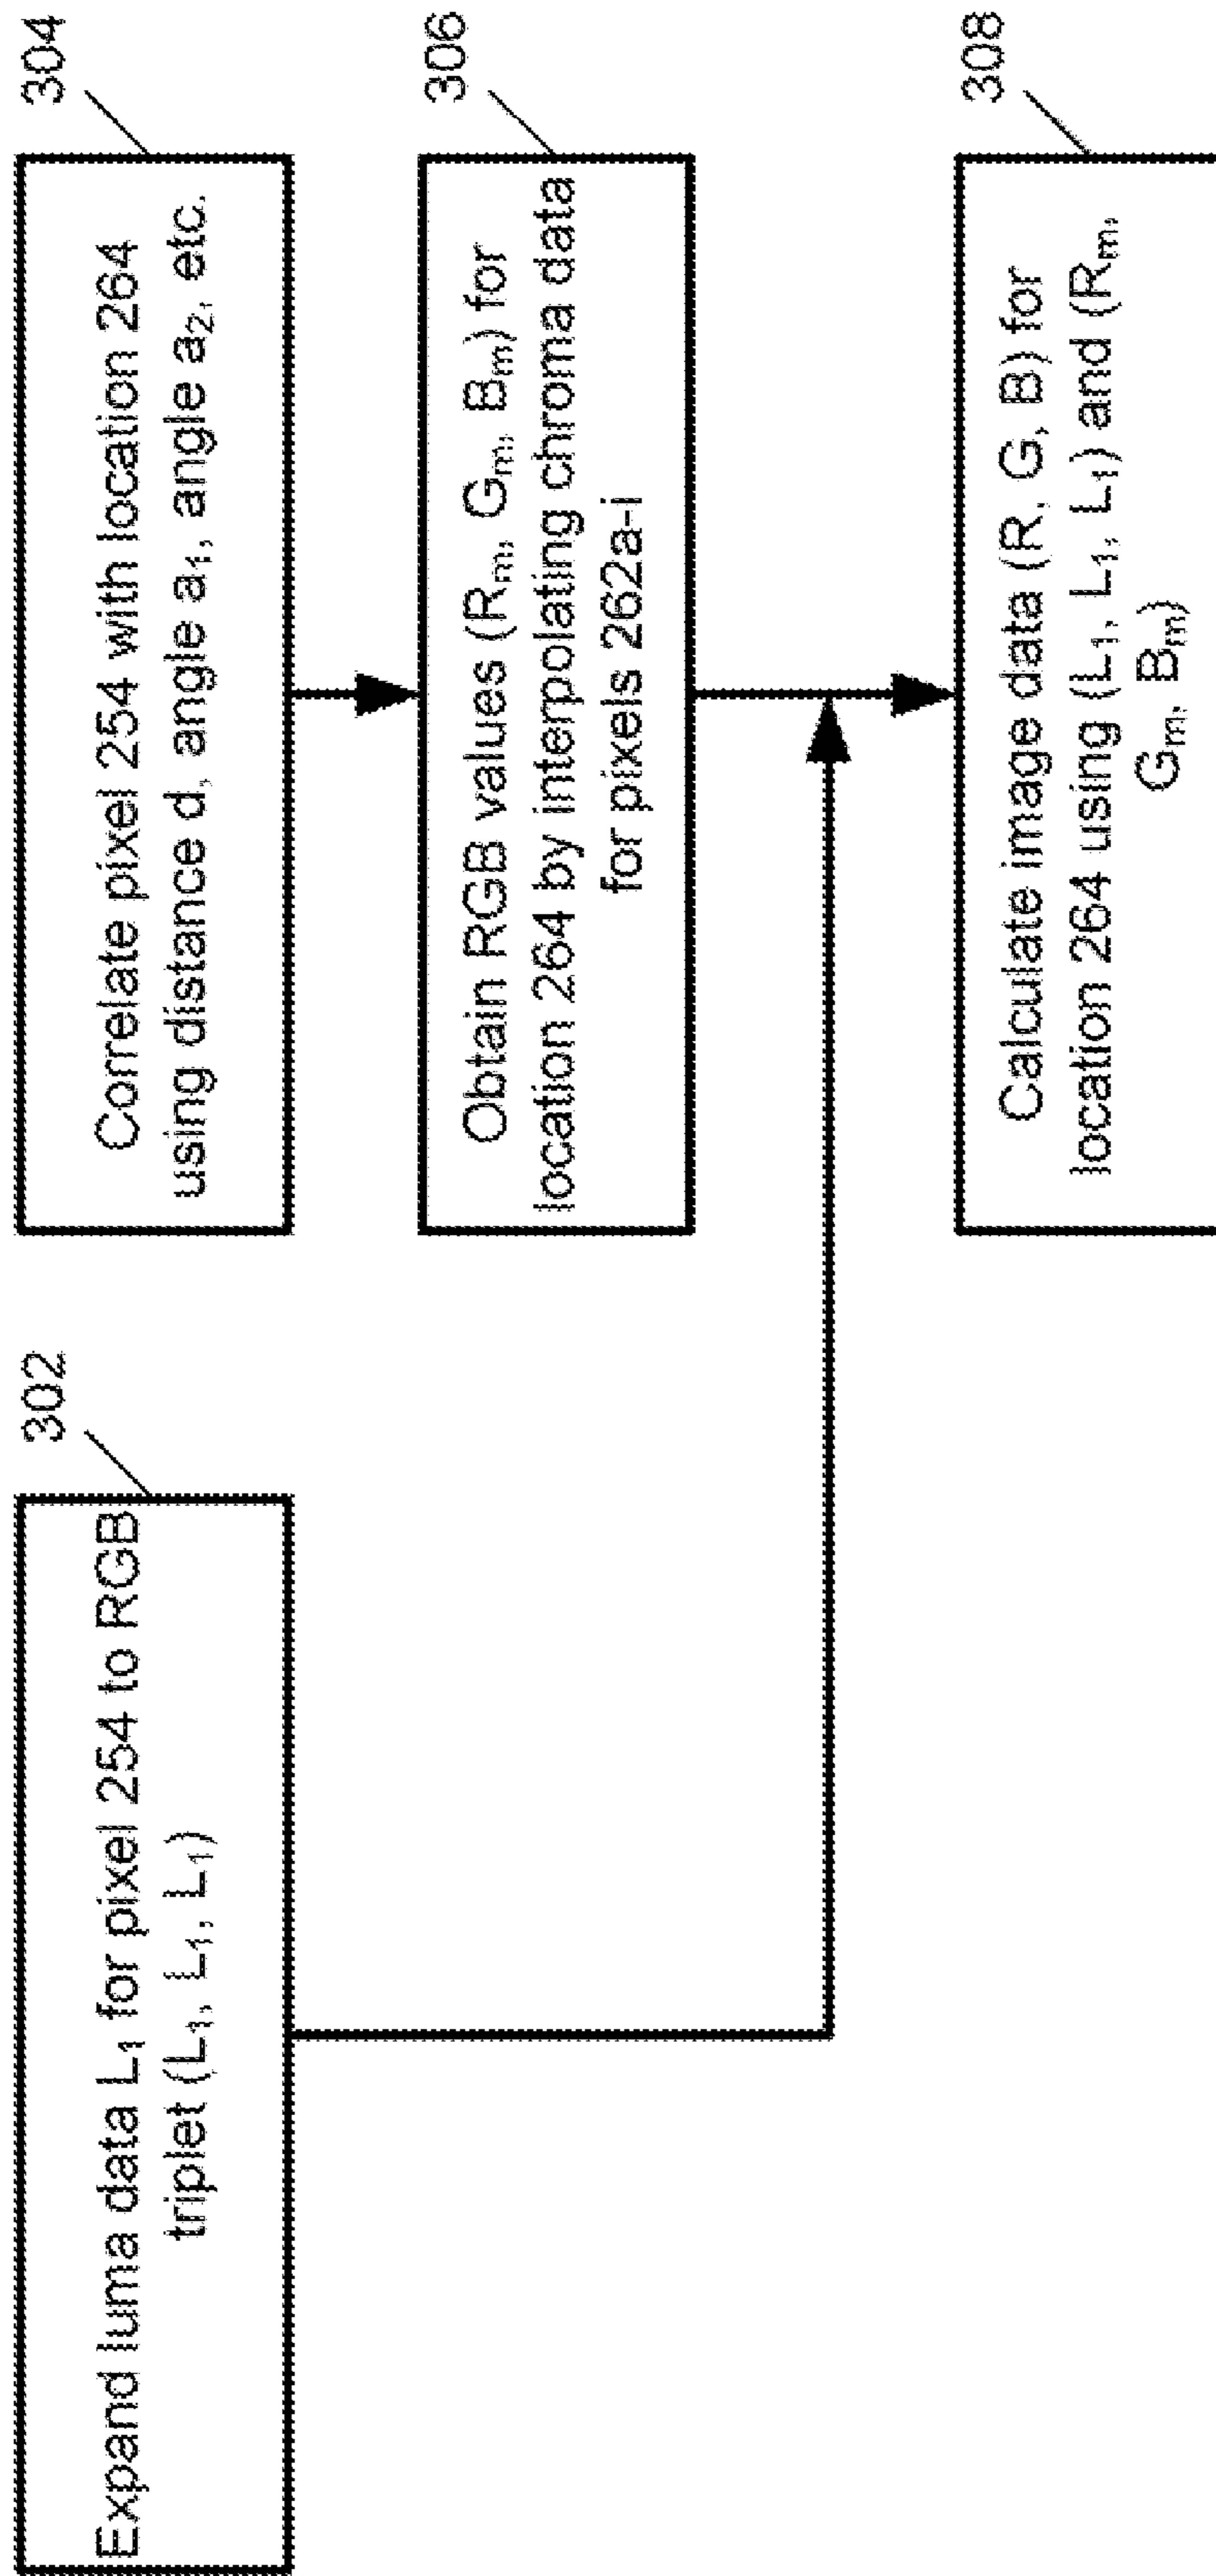 302
Expand luma data L₁ for pixel 254 to RGB
triplet (L₁, L₁, L₁)
304
Correlate pixel 254 with location 264
using distance d, angle a₁, angle a₂, etc.
306
Obtain RGB values (Rₘ, Gₘ, Bₘ) for
location 264 by interpolating chroma data
for pixels 262a-i
308
Calculate image data (R, G, B) for
location 264 using (L₁, L₁, L₁) and (Rₘ,
Gₘ, Bₘ)